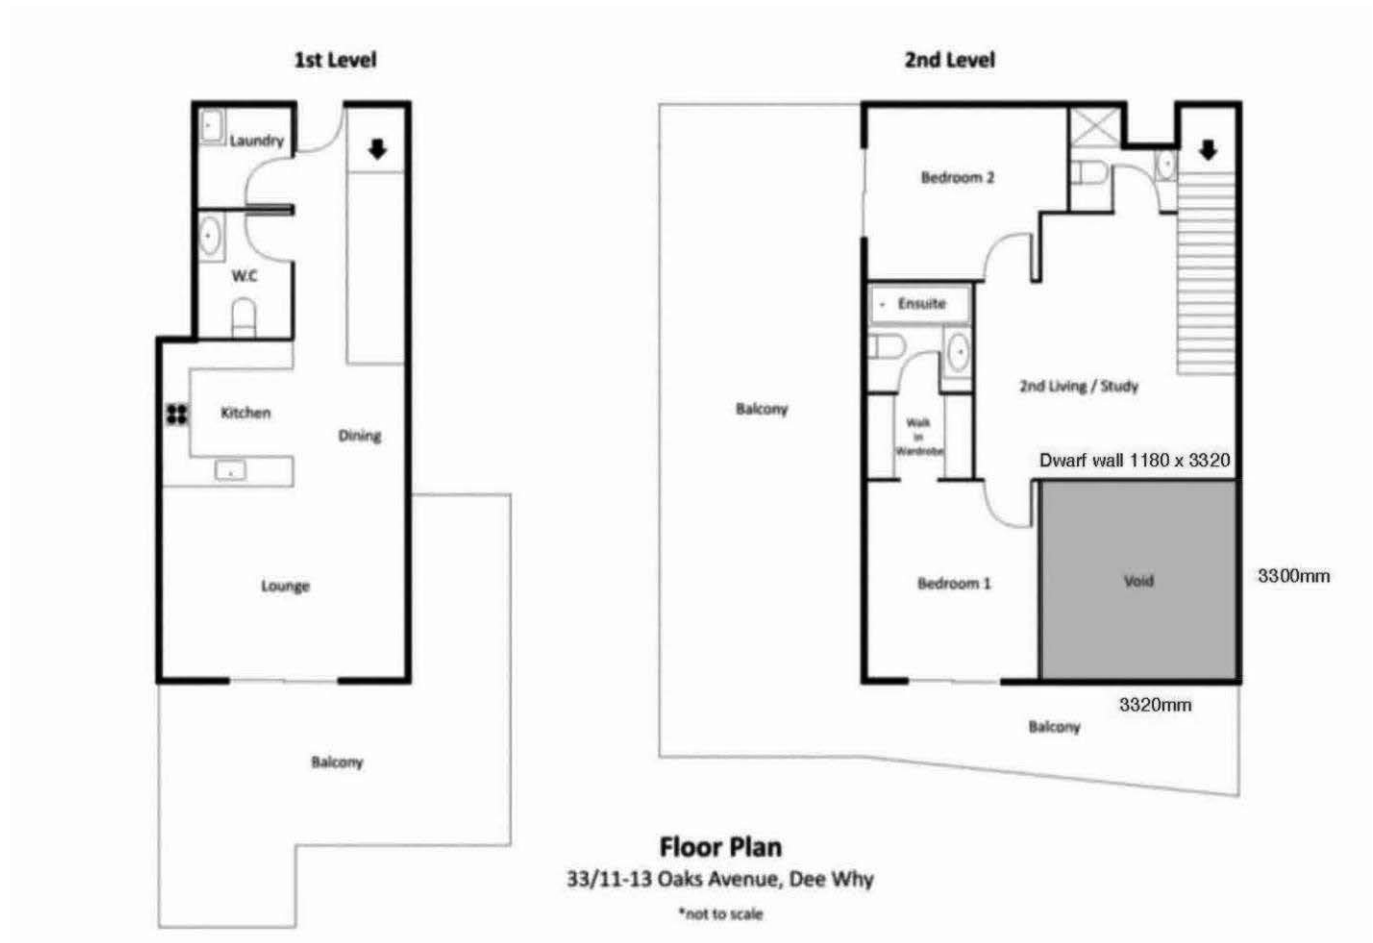 1st Level
Laundry
W.C
Kitchen
Dining
Lounge
Balcony
2nd Level
Bedroom 2
Ensuite
2nd Living / Study
Balcony
Walk
in
Wardrobe
Dwarf wall 1180 x 3320
Bedroom 1
Void
3300mm
3320mm
Balcony
Floor Plan
33/11-13 Oaks Avenue, Dee Why
*not to scale